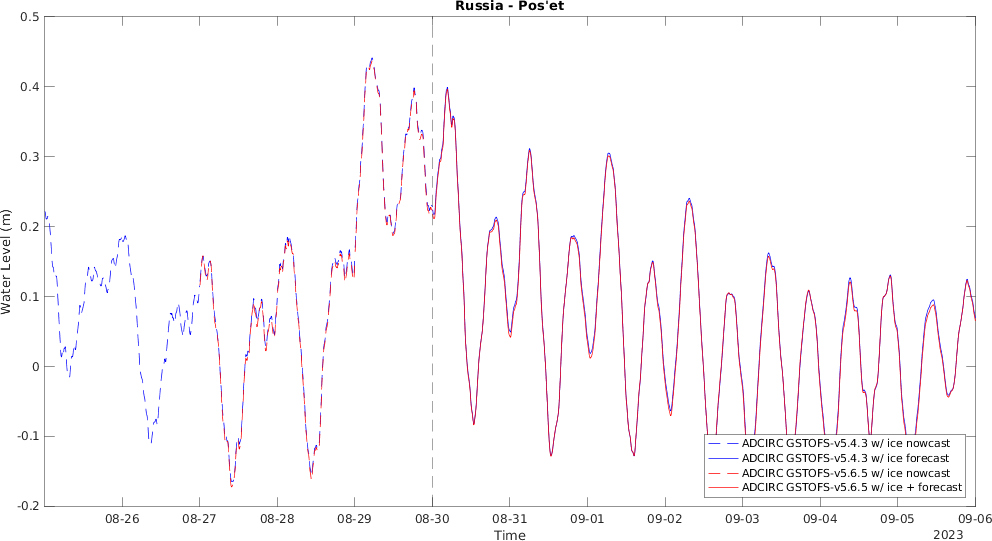 Russia - Pos'et
0.5
0.4
0.3
0.2
0.1
0
-0.1
-0.2
Water Level (m)
ADCIRC GSTOFS-v5.4.3 w/ ice nowcast
ADCIRC GSTOFS-v5.4.3 w/ ice forecast
ADCIRC GSTOFS-v5.6.5 w/ ice nowcast
ADCIRC GSTOFS-v5.6.5 w/ ice + forecast
08-26 08-27 08-28 08-29 08-30 08-31 09-01 09-02 09-03 09-04 09-05 09-06
Time
2023